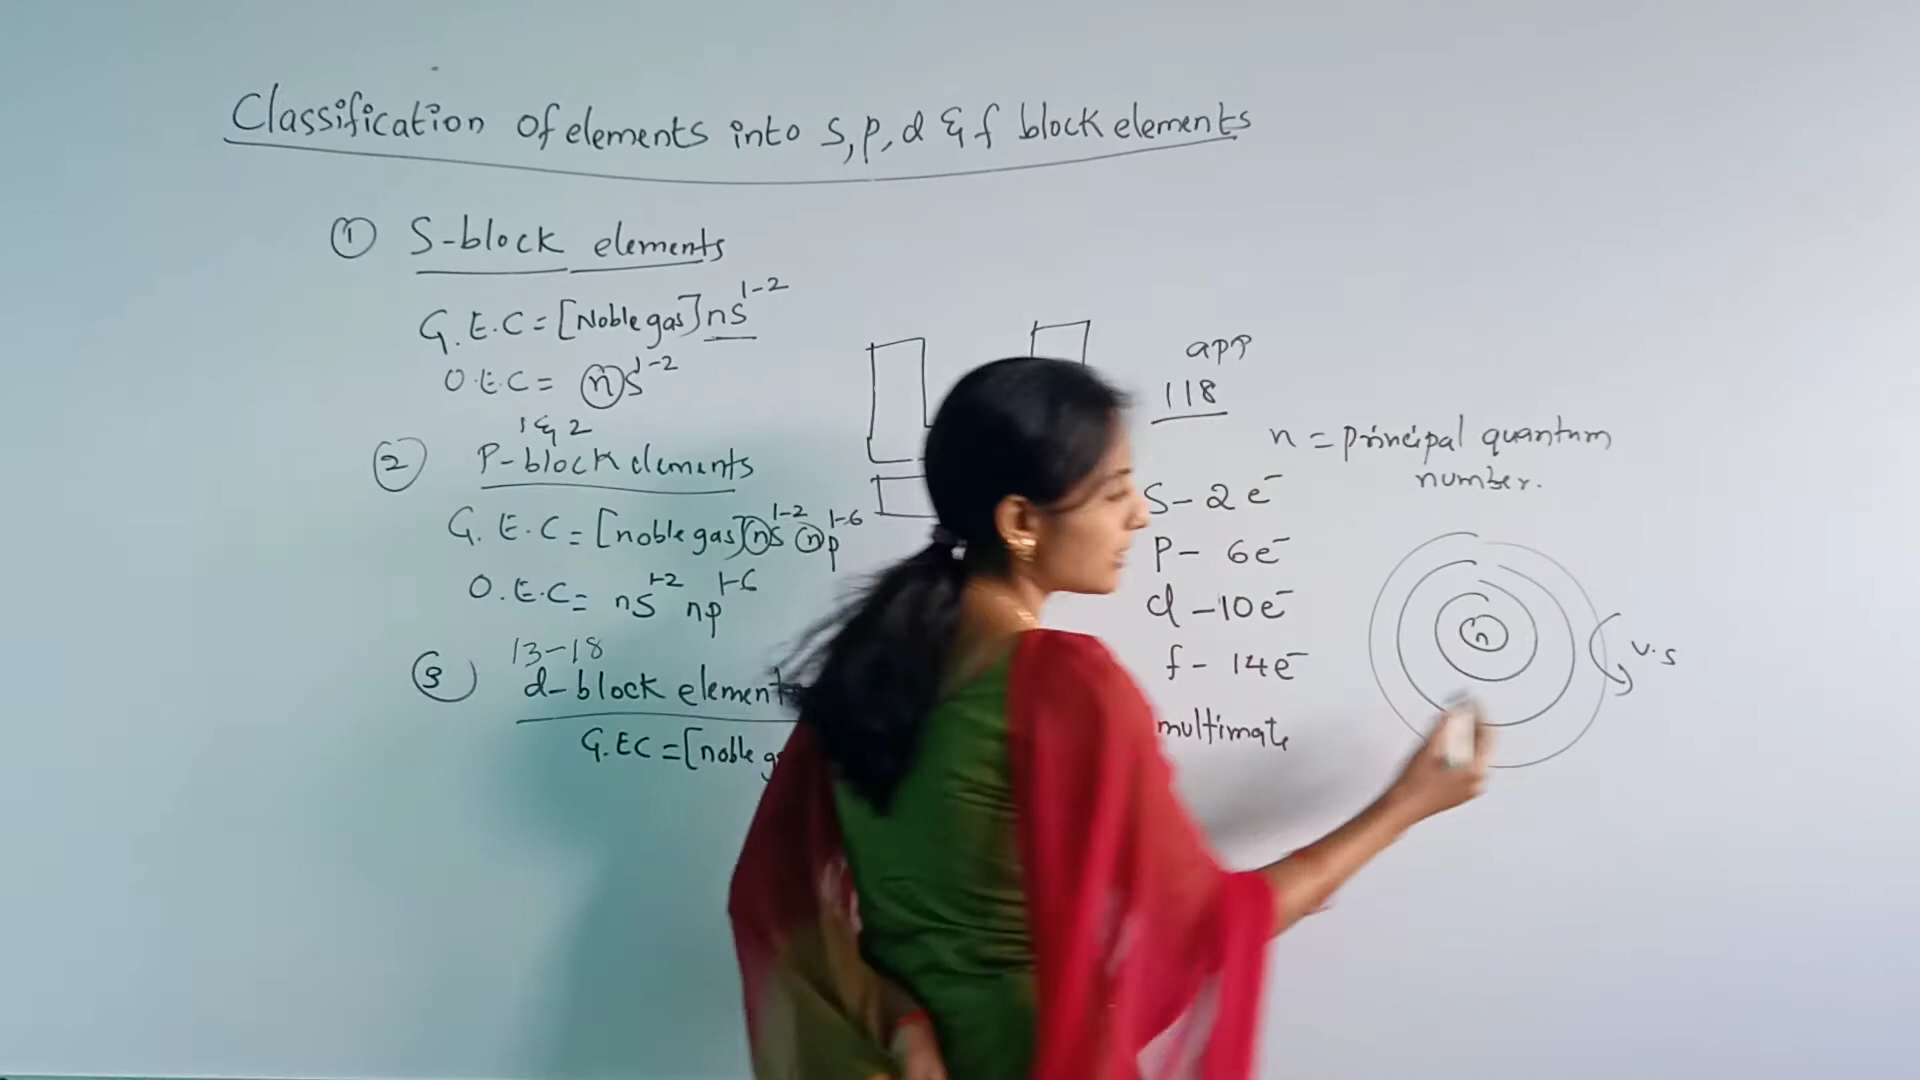 Classification of elements into s, p, d & f block elements
① S-block elements
G.E.C = [Noble gas] ns¹⁻²
O.E.C = ns¹⁻²
1 & 2
② P-block elements
G.E.C = [noble gas] ns¹⁻² np¹⁻⁶
O.E.C = ns¹⁻² np¹⁻⁶
13-18
③ d-block element
G.EC = [noble
app
118
n = principal quantum
number.
S - 2e⁻
P - 6e⁻
d - 10e⁻
f - 14e⁻
multimate
n
v.s